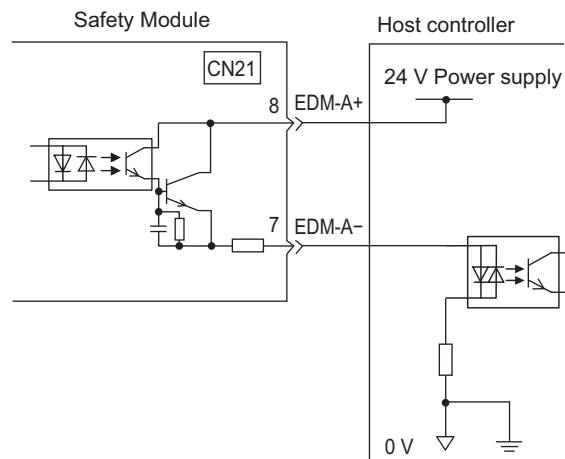 Safety Module
Host controller
CN21
24 V Power supply
8 EDM-A+
7 EDM-A−
0 V